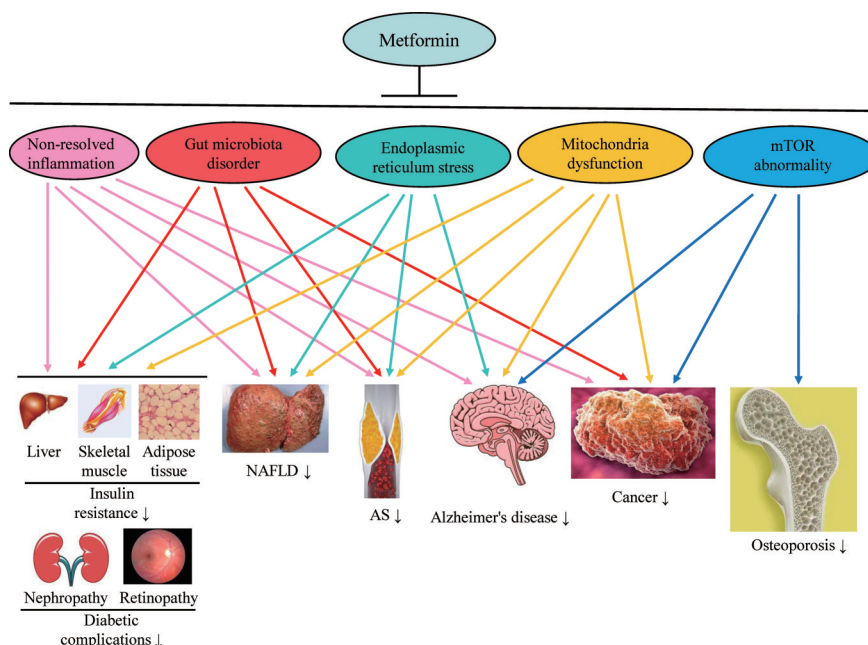 Metformin
Non-resolved
inflammation
Gut microbiota
disorder
Endoplasmic
reticulum stress
Mitochondria
dysfunction
mTOR
abnormality
Liver
Skeletal
muscle
Adipose
tissue
Insulin
resistance ↓
NAFLD ↓
AS ↓
Alzheimer's disease ↓
Cancer ↓
Osteoporosis ↓
Nephropathy
Retinopathy
Diabetic
complications ↓